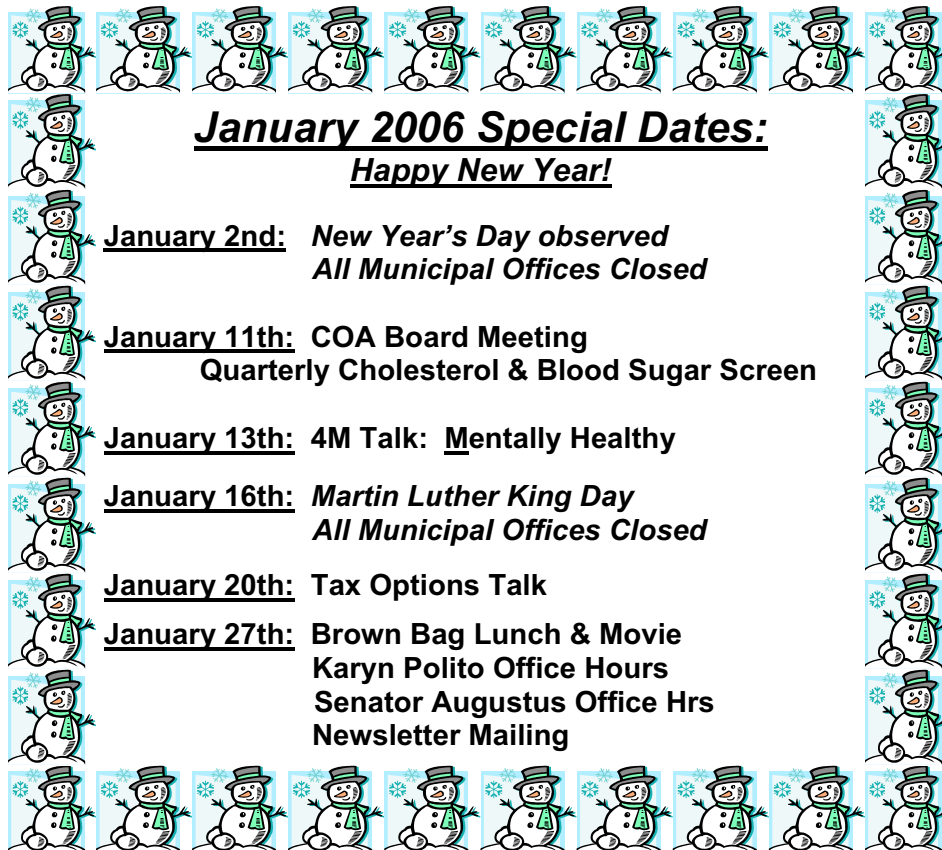 January 2006 Special Dates:
Happy New Year!
January 2nd: New Year's Day observed
All Municipal Offices Closed
January 11th: COA Board Meeting
Quarterly Cholesterol & Blood Sugar Screen
January 13th: 4M Talk: Mentally Healthy
January 16th: Martin Luther King Day
All Municipal Offices Closed
January 20th: Tax Options Talk
January 27th: Brown Bag Lunch & Movie
Karyn Polito Office Hours
Senator Augustus Office Hrs
Newsletter Mailing